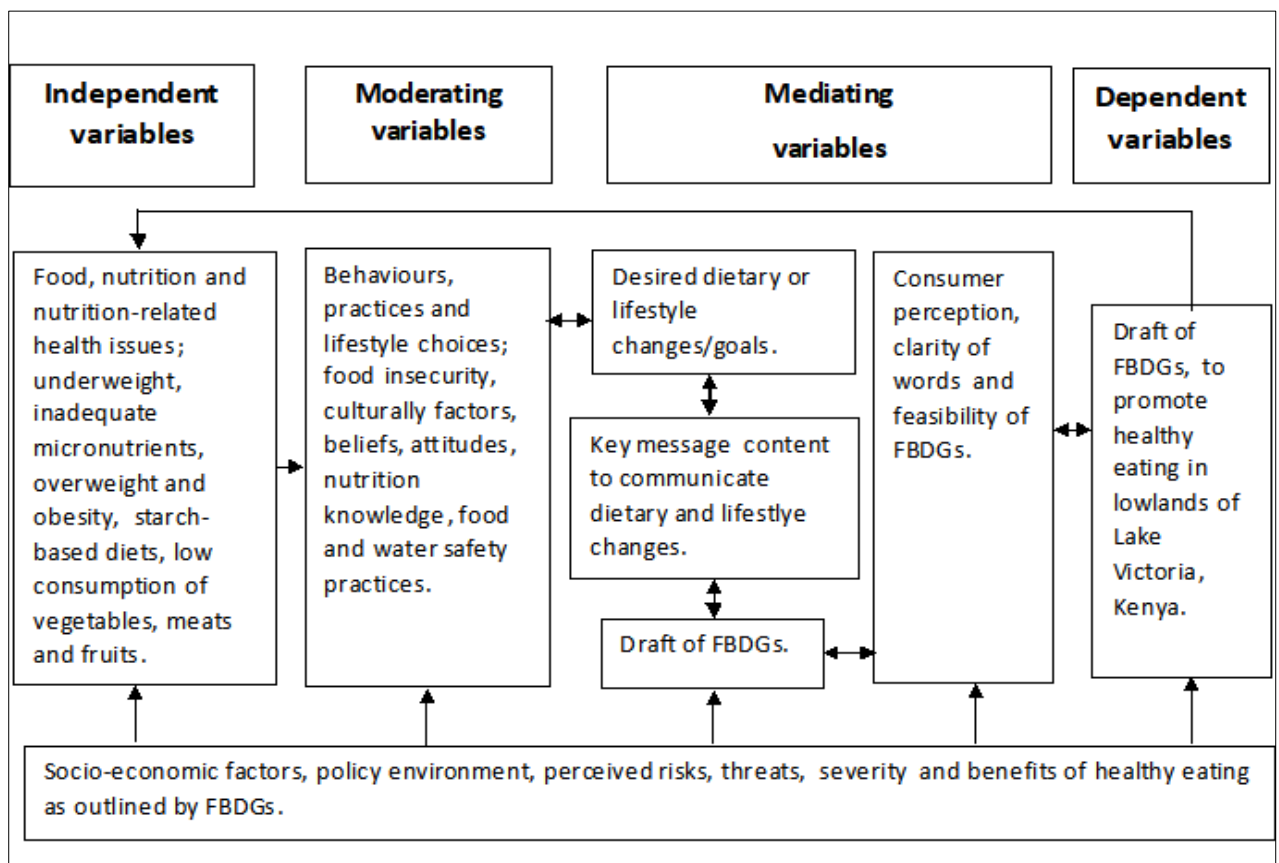 Independent
variables
Moderating
variables
Mediating
variables
Dependent
variables
Food, nutrition and
nutrition-related
health issues;
underweight,
inadequate
micronutrients,
overweight and
obesity, starch-
based diets, low
consumption of
vegetables, meats
and fruits.
Behaviours,
practices and
lifestyle choices;
food insecurity,
culturally factors,
beliefs, attitudes,
nutrition
knowledge, food
and water safety
practices.
Desired dietary or
lifestyle
changes/goals.
Key message content
to communicate
dietary and lifestlye
changes.
Draft of FBDGs.
Consumer
perception,
clarity of
words and
feasibility of
FBDGs.
Draft of
FBDGs, to
promote
healthy
eating in
lowlands of
Lake
Victoria,
Kenya.
Socio-economic factors, policy environment, perceived risks, threats, severity and benefits of healthy eating
as outlined by FBDGs.